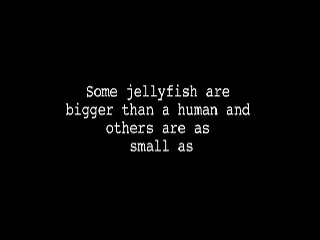 Some jellyfish are
bigger than a human and
others are as
small as